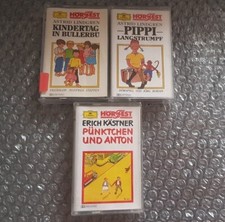 HÖRFEST
ASTRID LINDGREN
KINDERTAG
IN BULLERBÜ
HÖRFEST
ASTRID LINDGREN
PIPPI
LANGSTRUMPF
HÖRFEST
ERICH KÄSTNER
PÜNKTCHEN
UND ANTON